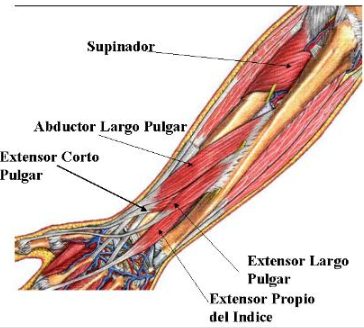 Supinador
Abductor Largo Pulgar
Extensor Corto
Pulgar
Extensor Largo
Pulgar
Extensor Propio
del Indice